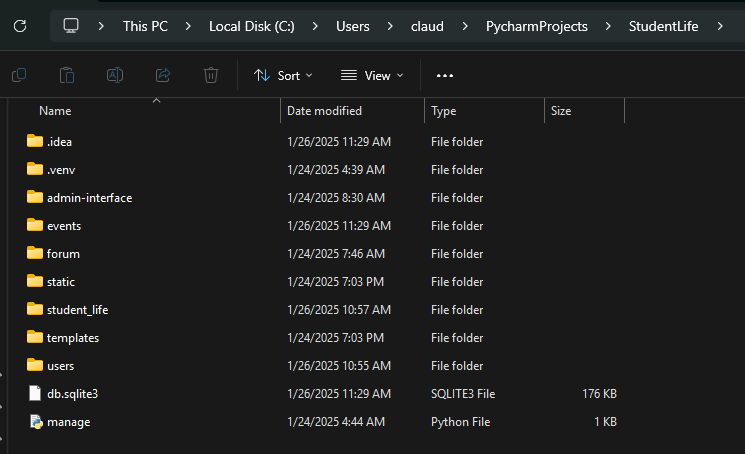 This PC > Local Disk (C:) > Users > claud > PycharmProjects > StudentLife >
Sort View ...
Name Date modified Type Size
.idea 1/26/2025 11:29 AM File folder
.venv 1/24/2025 4:39 AM File folder
admin-interface 1/24/2025 8:30 AM File folder
events 1/26/2025 11:29 AM File folder
forum 1/24/2025 7:46 AM File folder
static 1/24/2025 7:03 PM File folder
student_life 1/26/2025 10:57 AM File folder
templates 1/24/2025 7:03 PM File folder
users 1/26/2025 10:55 AM File folder
db.sqlite3 1/26/2025 11:29 AM SQLITE3 File 176 KB
manage 1/24/2025 4:44 AM Python File 1 KB